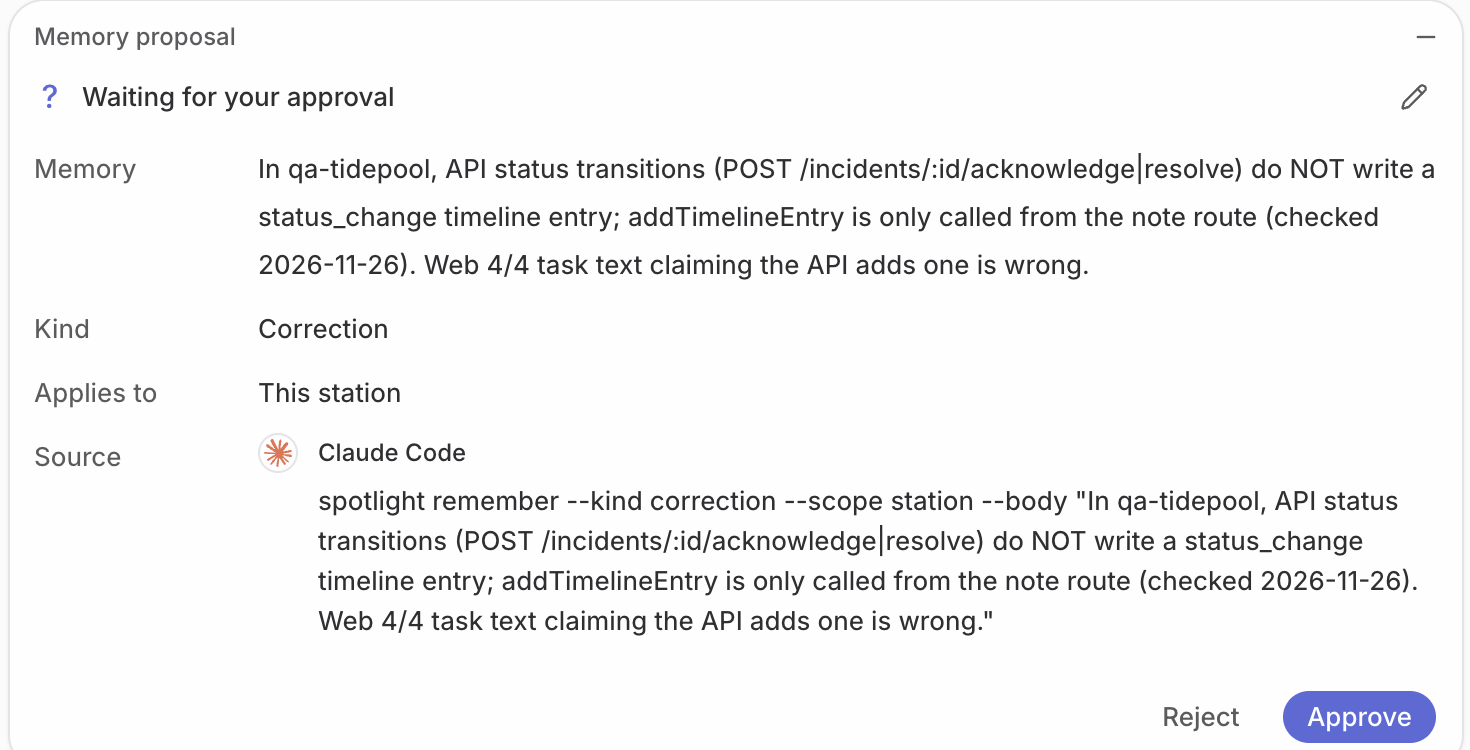 Memory proposal
? Waiting for your approval
Memory
In qa-tidepool, API status transitions (POST /incidents/:id/acknowledge|resolve) do NOT write a
status_change timeline entry; addTimelineEntry is only called from the note route (checked
2026-11-26). Web 4/4 task text claiming the API adds one is wrong.
Kind
Correction
Applies to
This station
Source
Claude Code
spotlight remember --kind correction --scope station --body "In qa-tidepool, API status
transitions (POST /incidents/:id/acknowledge|resolve) do NOT write a status_change
timeline entry; addTimelineEntry is only called from the note route (checked 2026-11-26).
Web 4/4 task text claiming the API adds one is wrong."
Reject
Approve